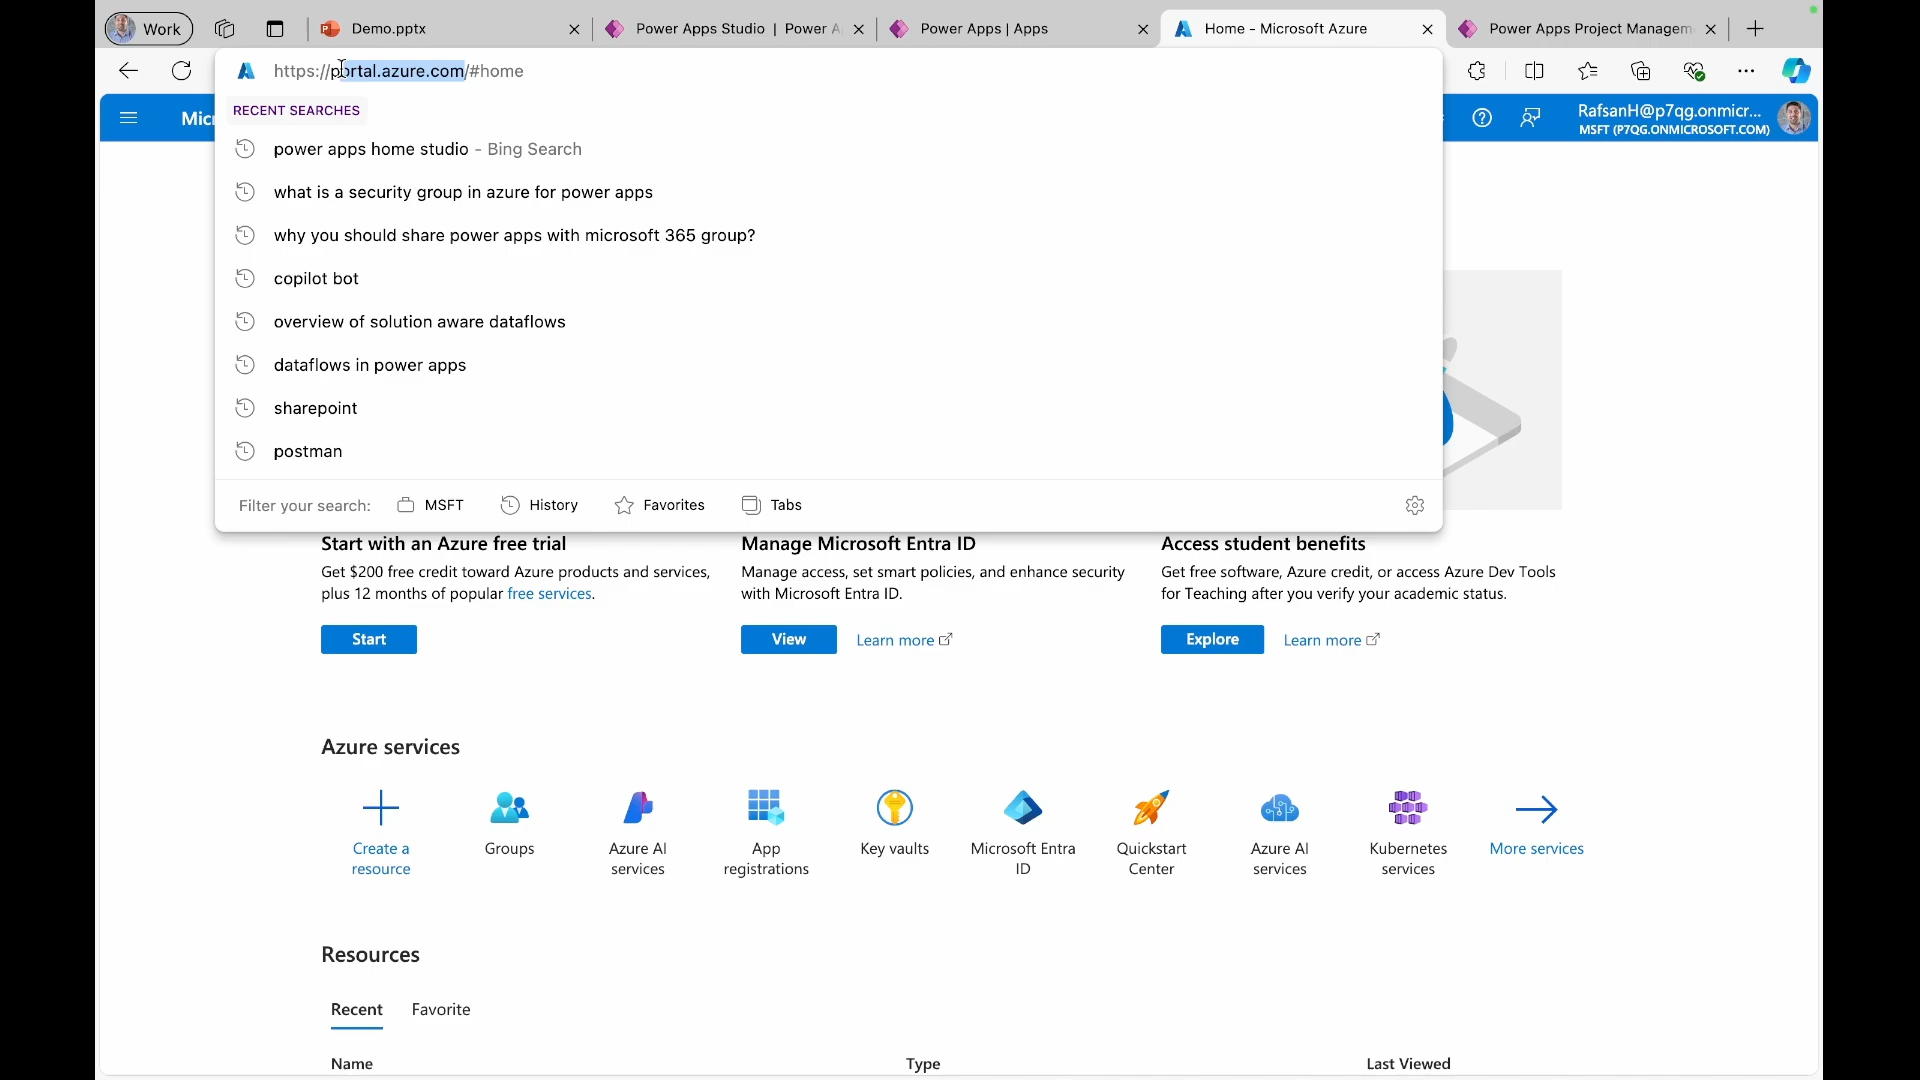 Work
Demo.pptx
Power Apps Studio | Power A
Power Apps | Apps
Home - Microsoft Azure
Power Apps Project Managem
https://portal.azure.com/#home
RECENT SEARCHES
Micr
RafsanH@p7qg.onmicr...
MSFT (P7QG.ONMICROSOFT.COM)
power apps home studio - Bing Search
what is a security group in azure for power apps
why you should share power apps with microsoft 365 group?
copilot bot
overview of solution aware dataflows
dataflows in power apps
sharepoint
postman
Filter your search: MSFT History Favorites Tabs
Start with an Azure free trial
Get $200 free credit toward Azure products and services,
plus 12 months of popular free services.
Start
Manage Microsoft Entra ID
Manage access, set smart policies, and enhance security
with Microsoft Entra ID.
View Learn more
Access student benefits
Get free software, Azure credit, or access Azure Dev Tools
for Teaching after you verify your academic status.
Explore Learn more
Azure services
Create a
resource
Groups
Azure AI
services
App
registrations
Key vaults
Microsoft Entra
ID
Quickstart
Center
Azure AI
services
Kubernetes
services
More services
Resources
Recent Favorite
Name Type Last Viewed